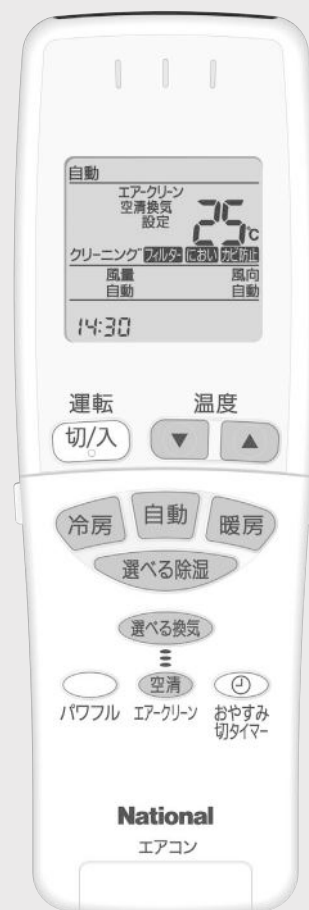 自動
エアークリーン
空清換気
設定
25℃
クリーニング フィルター におい カビ防止
風量 風向
自動 自動
14:30
運転 温度
切/入 ▼ ▲
冷房 自動 暖房
選べる除湿
選べる換気
空清
パワフル エアークリーン おやすみ
切タイマー
National
エアコン